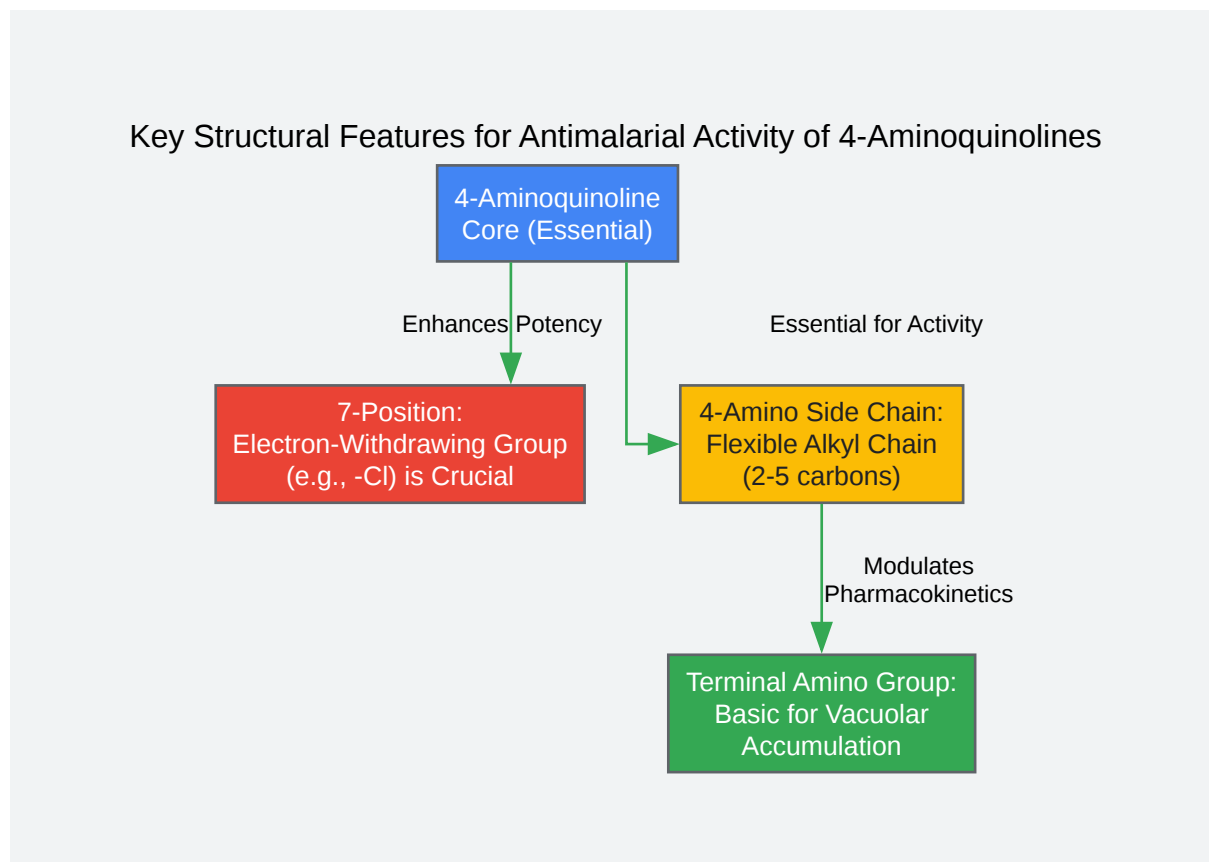 Key Structural Features for Antimalarial Activity of 4-Aminoquinolines
4-Aminoquinoline
Core (Essential)
Enhances Potency
Essential for Activity
7-Position:
Electron-Withdrawing Group
(e.g., -Cl) is Crucial
4-Amino Side Chain:
Flexible Alkyl Chain
(2-5 carbons)
Modulates
Pharmacokinetics
Terminal Amino Group:
Basic for Vacuolar
Accumulation